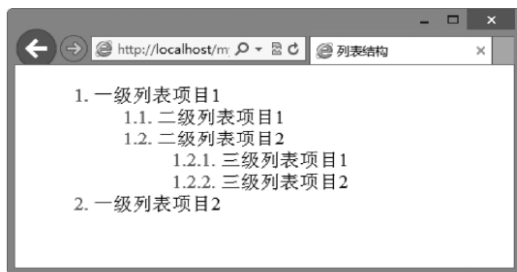 http://localhost/m
列表结构
1. 一级列表项目1
1.1. 二级列表项目1
1.2. 二级列表项目2
1.2.1. 三级列表项目1
1.2.2. 三级列表项目2
2. 一级列表项目2